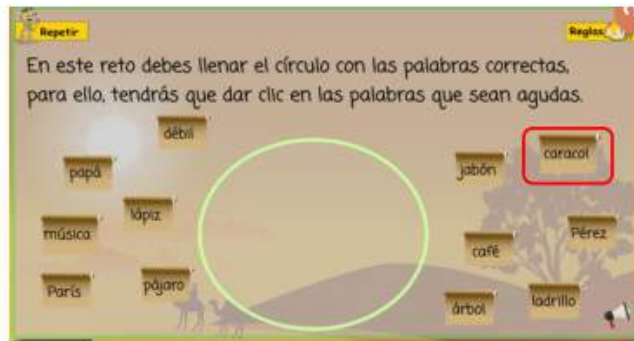 Repetir
Reglas
En este reto debes llenar el círculo con las palabras correctas,
para ello, tendrás que dar clic en las palabras que sean agudas.
débil
papá
lápiz
música
París
pájaro
caracol
jabón
Pérez
café
árbol
ladrillo